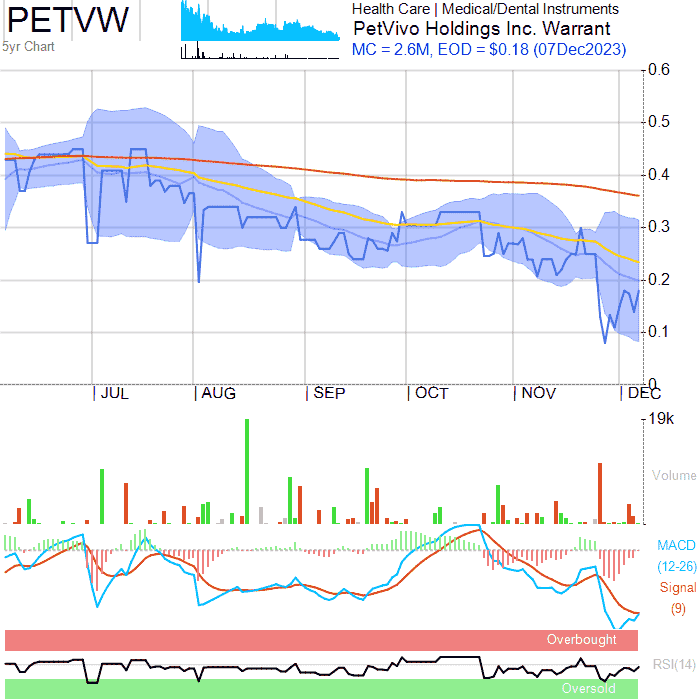 PETVW
5yr Chart
Health Care | Medical/Dental Instruments
PetVivo Holdings Inc. Warrant
MC = 2.6M, EOD = $0.18 (07Dec2023)
0.6
0.5
0.4
0.3
0.2
0.1
0
JUL AUG SEP OCT NOV DEC
19k
Volume
MACD
(12-26)
Signal
(9)
Overbought
RSI(14)
Oversold